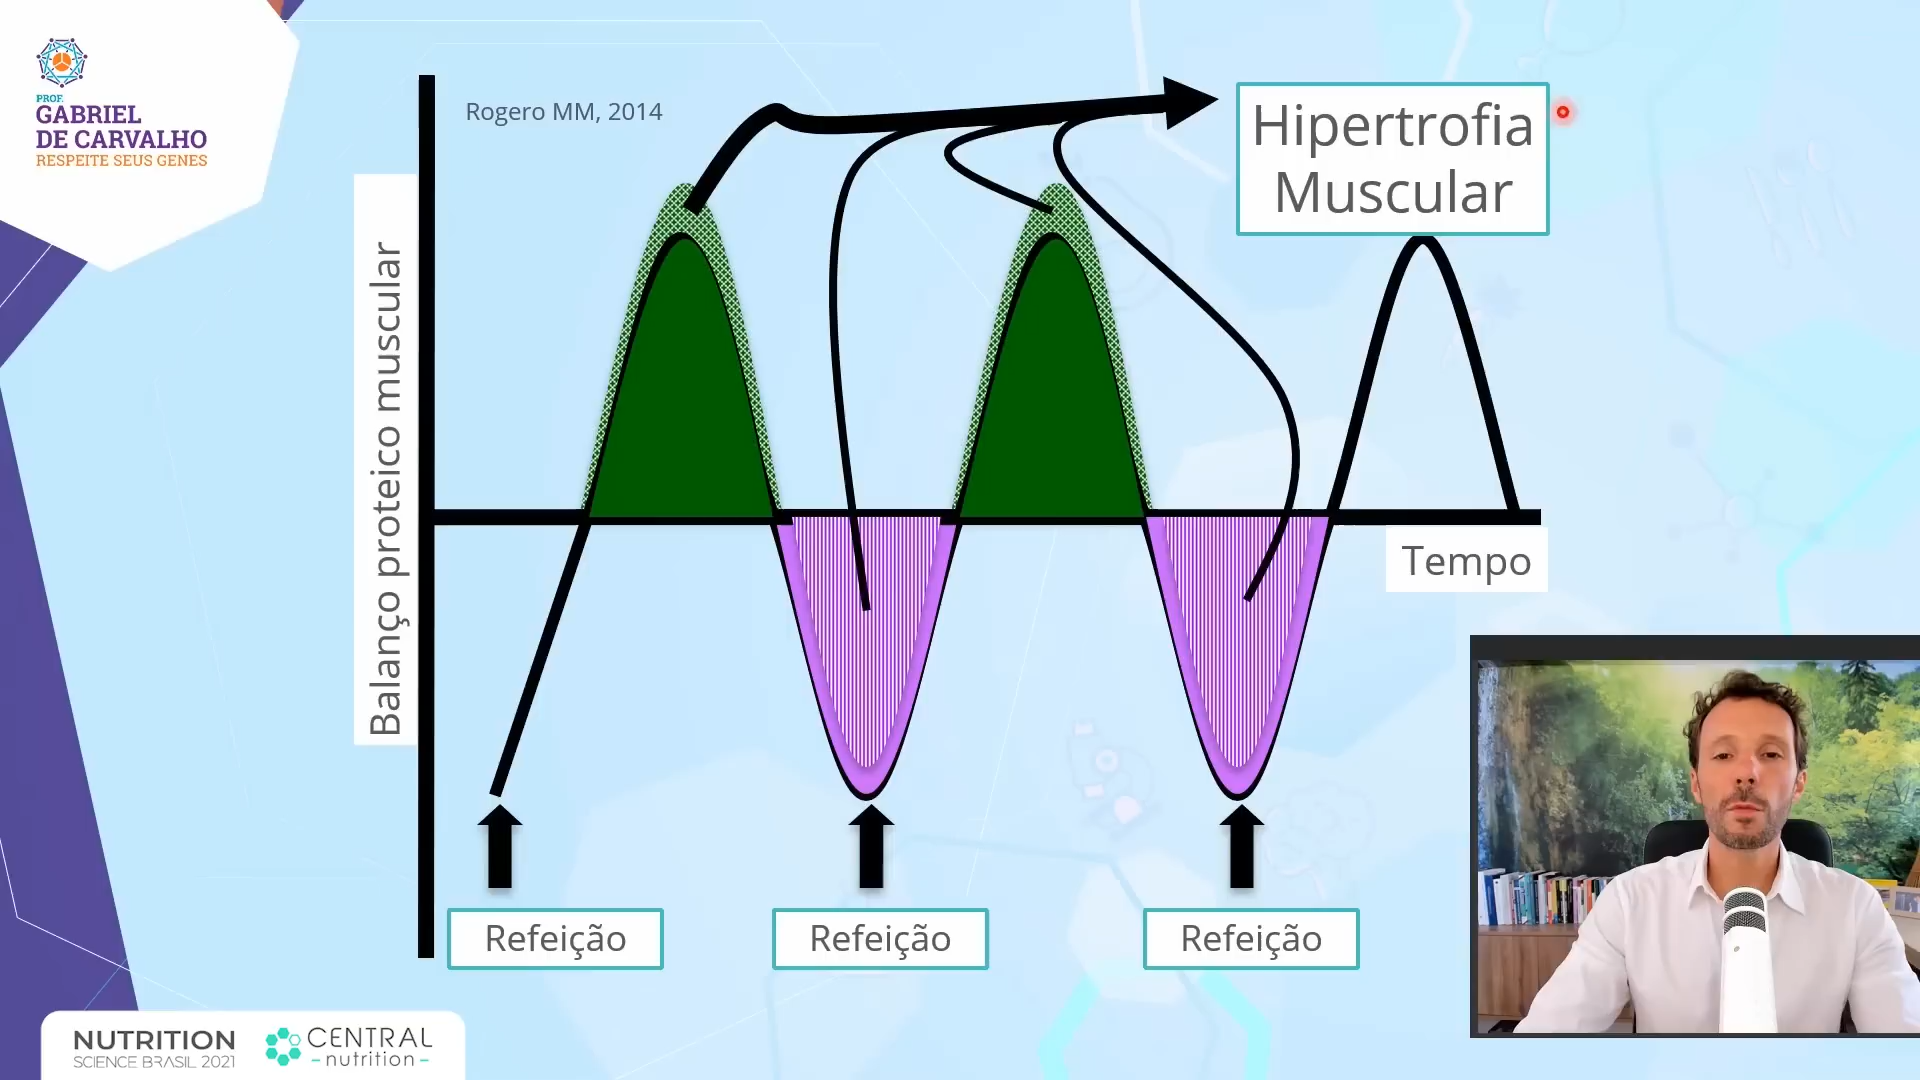 PROF.
GABRIEL
DE CARVALHO
RESPEITE SEUS GENES
Rogero MM, 2014
Hipertrofia
Muscular
Balanço proteico muscular
Tempo
Refeição
Refeição
Refeição
NUTRITION
SCIENCE BRASIL 2021
CENTRAL
nutrition